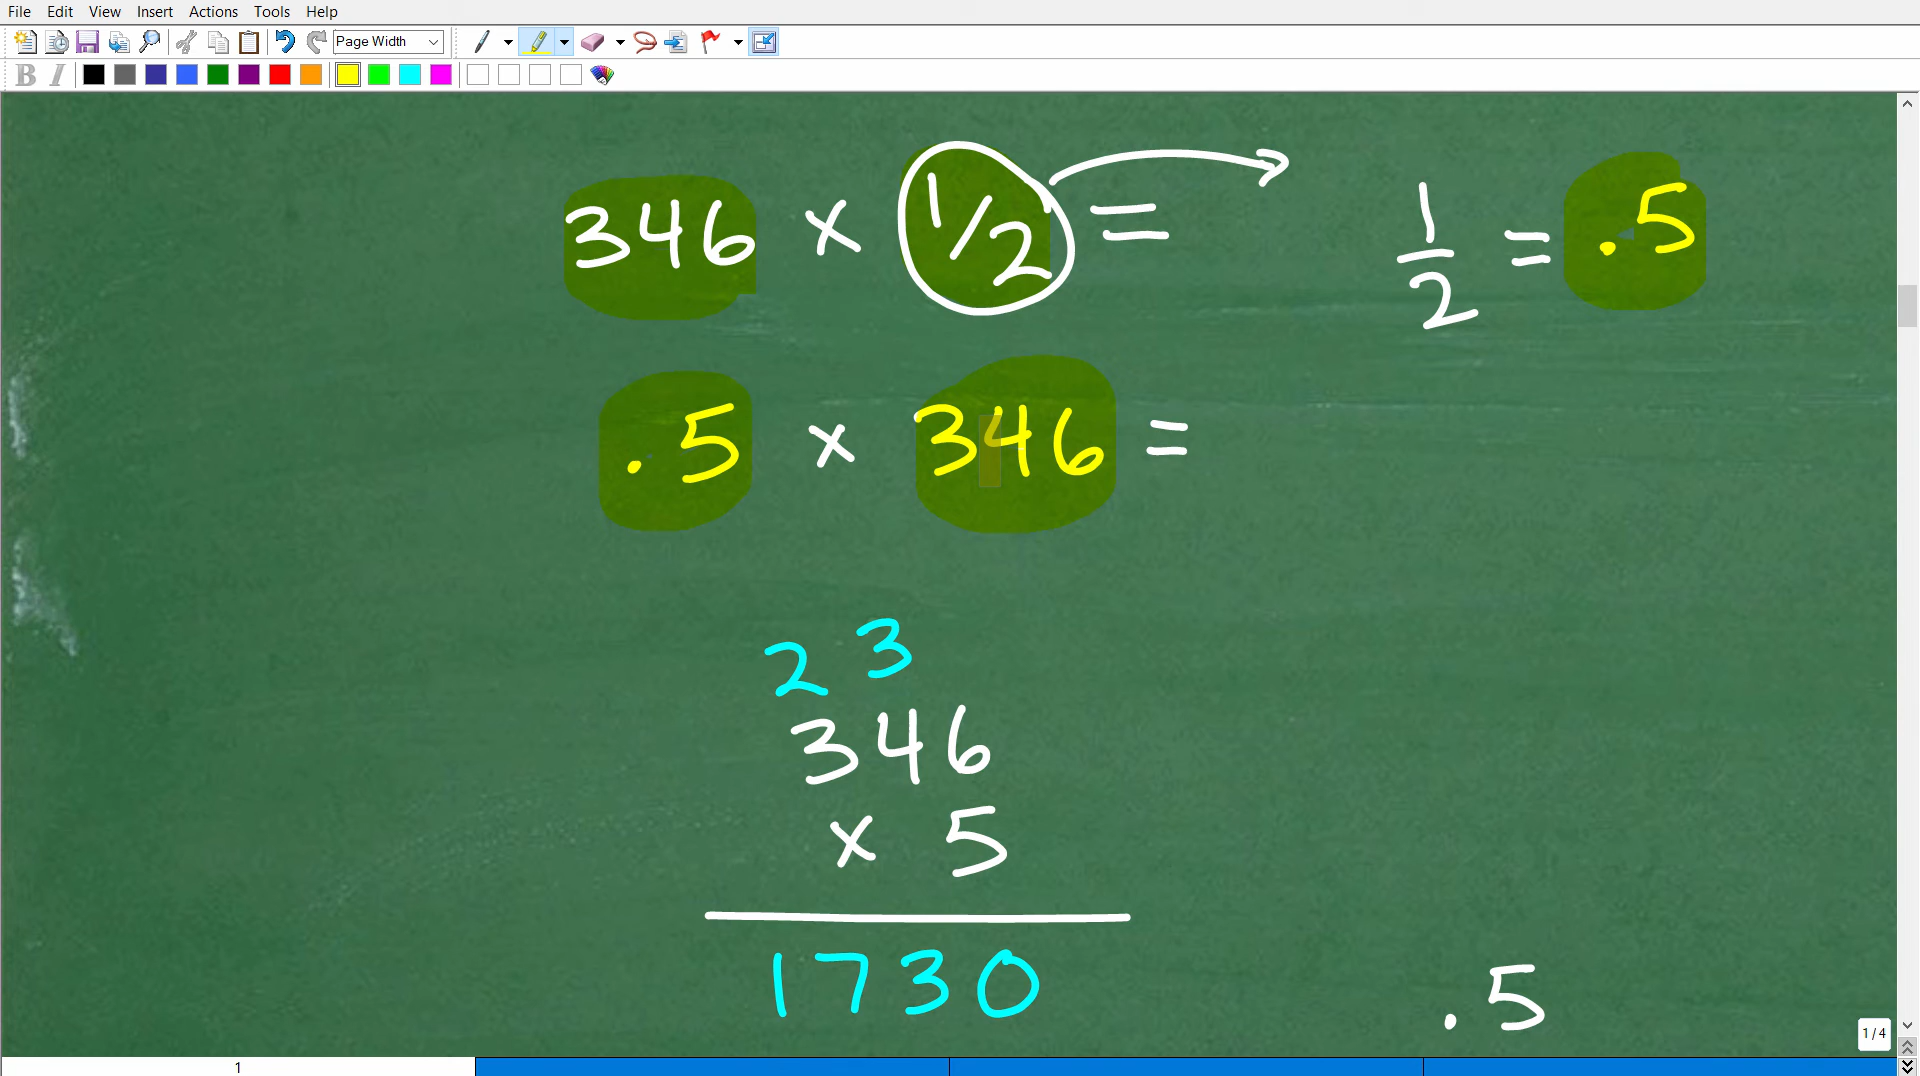 File Edit View Insert Actions Tools Help
Page Width
B I
346 × 1/2 =
1/2 = .5
.5 × 346 =
2 3
346
× 5
1730
.5
1 / 4
1